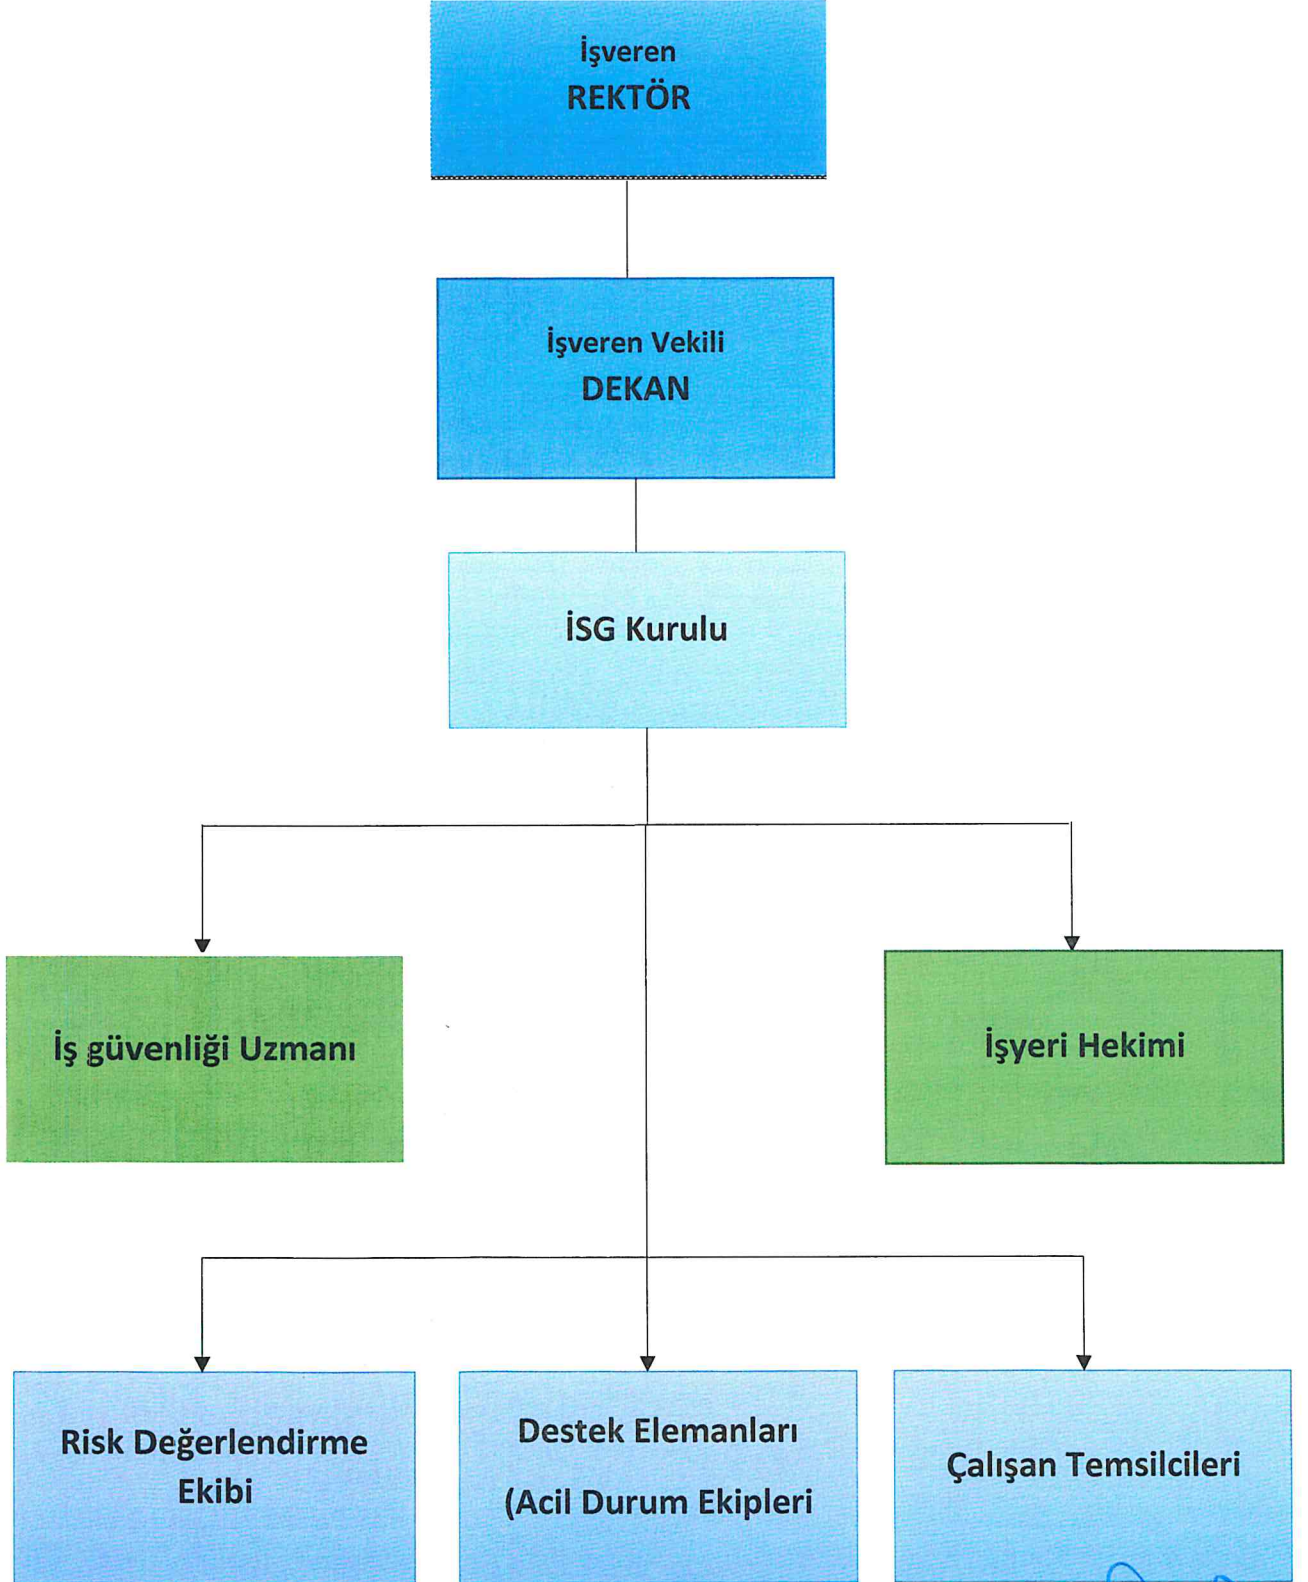 İşveren
REKTÖR
İşveren Vekili
DEKAN
İSG Kurulu
İş güvenliği Uzmanı
İşyeri Hekimi
Risk Değerlendirme
Ekibi
Destek Elemanları
(Acil Durum Ekipleri
Çalışan Temsilcileri